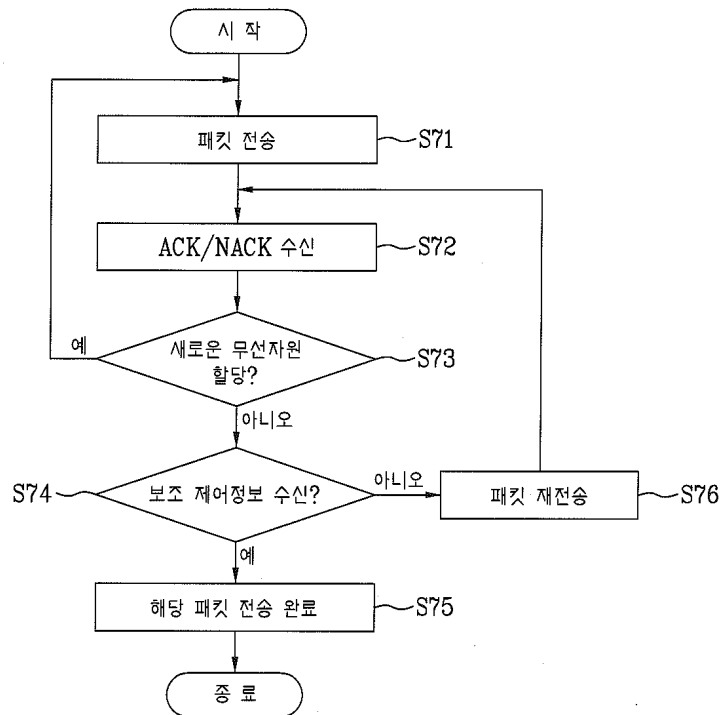 시 작
패킷 전송
S71
ACK/NACK 수신
S72
예
새로운 무선자원
할당?
S73
아니오
S74
보조 제어정보 수신?
아니오
패킷 재전송
S76
예
해당 패킷 전송 완료
S75
종 료